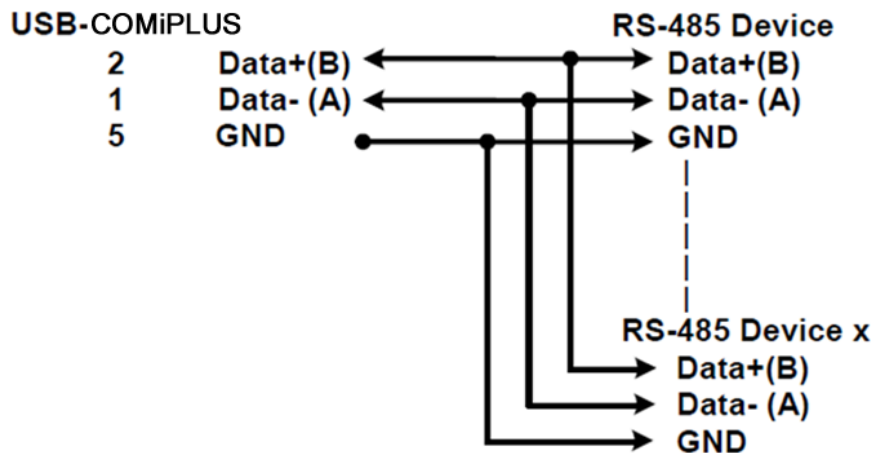 USB-COMiPLUS RS-485 Device
2 Data+(B) Data+(B)
1 Data- (A) Data- (A)
5 GND GND
RS-485 Device x
Data+(B)
Data- (A)
GND